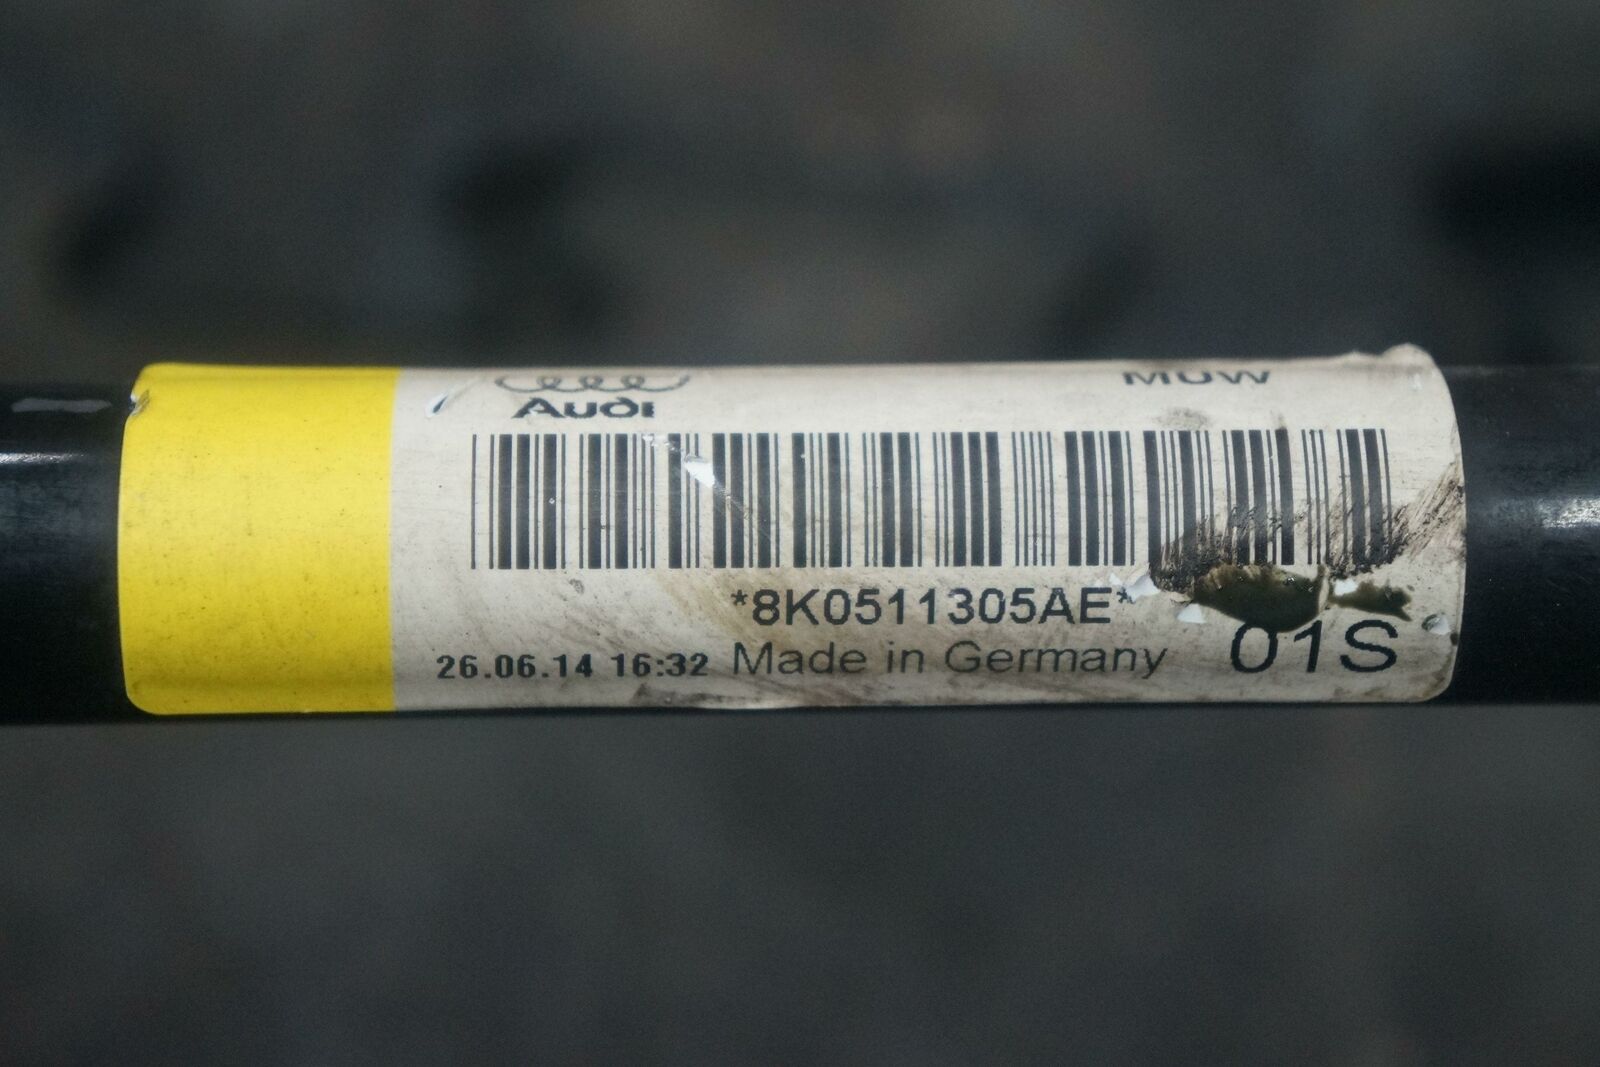 Audi
MUW
*8K0511305AE*
26.06.14 16:32 Made in Germany
01S